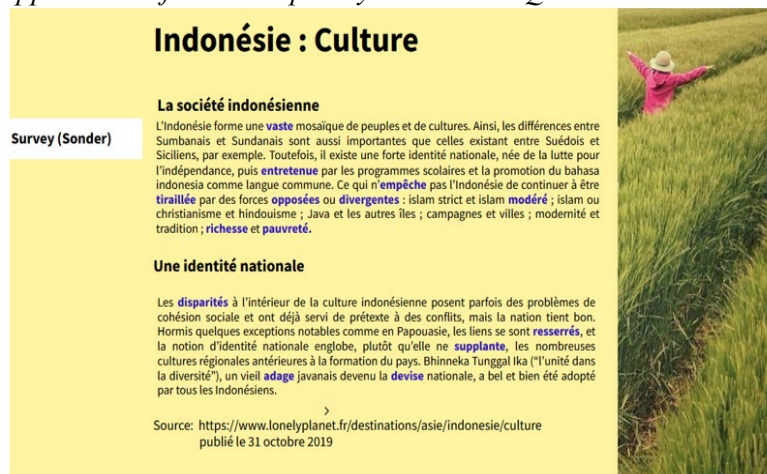 Indonésie : Culture
La société indonésienne
Survey (Sonder)
L’Indonésie forme une vaste mosaïque de peuples et de cultures. Ainsi, les différences entre
Sumbanais et Sundanais sont aussi importantes que celles existant entre Suédois et
Siciliens, par exemple. Toutefois, il existe une forte identité nationale, née de la lutte pour
l’indépendance, puis entretenue par les programmes scolaires et la promotion du bahasa
indonesia comme langue commune. Ce qui n’empêche pas l’Indonésie de continuer à être
tiraillée par des forces opposées ou divergentes : islam strict et islam modéré ; islam ou
christianisme et hindouisme ; Java et les autres îles ; campagnes et villes ; modernité et
tradition ; richesse et pauvreté.
Une identité nationale
Les disparités à l’intérieur de la culture indonésienne posent parfois des problèmes de
cohésion sociale et ont déjà servi de prétexte à des conflits, mais la nation tient bon.
Hormis quelques exceptions notables comme en Papouasie, les liens se sont resserrés, et
la notion d’identité nationale englobe, plutôt qu’elle ne supplante, les nombreuses
cultures régionales antérieures à la formation du pays. Bhinneka Tunggal Ika (“l’unité dans
la diversité”), un vieil adage javanais devenu la devise nationale, a bel et bien été adopté
par tous les Indonésiens.
Source: https://www.lonelyplanet.fr/destinations/asie/indonesie/culture
publié le 31 octobre 2019